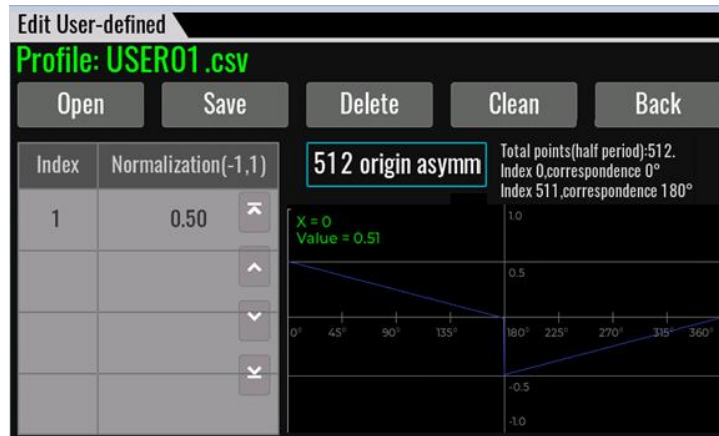 Edit User-defined
Profile: USER01.csv
Open Save Delete Clean Back
Index Normalization(-1,1)
1 0.50
512 origin asymm
Total points(half period):512.
Index 0,correspondence 0°
Index 511,correspondence 180°
X = 0
Value = 0.51
1.0
0.5
0° 45° 90° 135° 180° 225° 270° 315° 360°
-0.5
-1.0